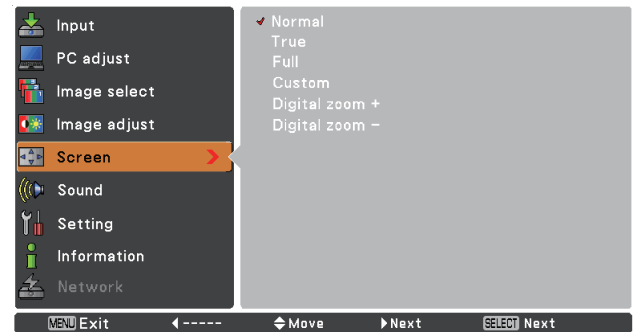 Input
PC adjust
Image select
Image adjust
Screen
Sound
Setting
Information
Network
Normal
True
Full
Custom
Digital zoom +
Digital zoom –
MENU Exit ◀ ----- ◆ Move ▶ Next SELECT Next